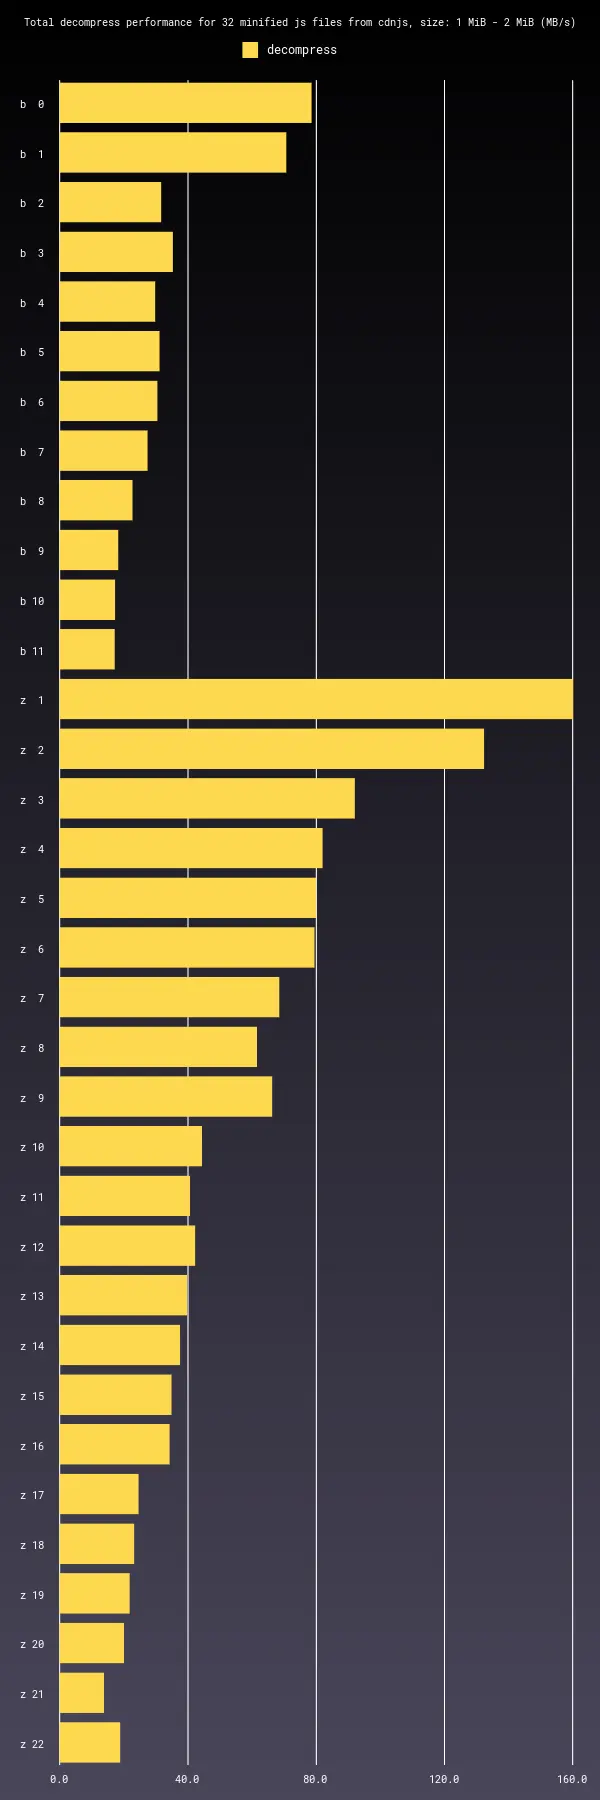 Total decompress performance for 32 minified js files from cdnjs, size: 1 MiB - 2 MiB (MB/s)
decompress
b 0
b 1
b 2
b 3
b 4
b 5
b 6
b 7
b 8
b 9
b 10
b 11
z 1
z 2
z 3
z 4
z 5
z 6
z 7
z 8
z 9
z 10
z 11
z 12
z 13
z 14
z 15
z 16
z 17
z 18
z 19
z 20
z 21
z 22
0.0 40.0 80.0 120.0 160.0